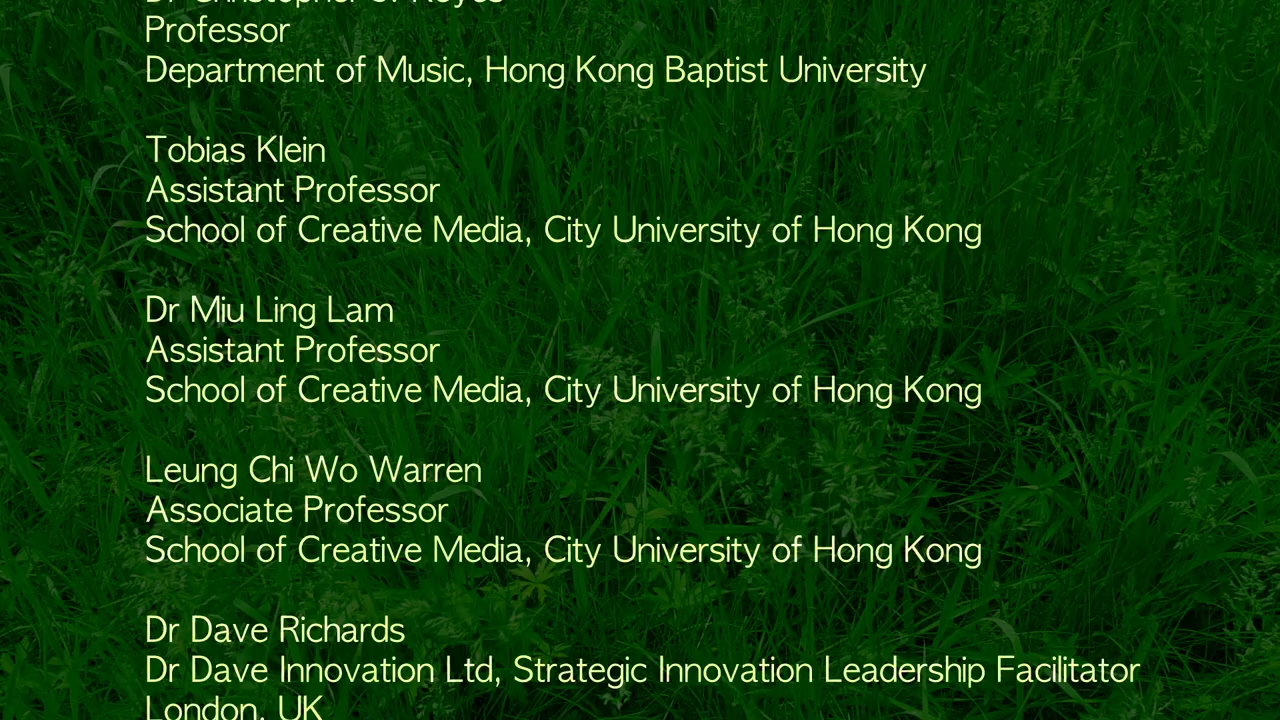 Dr Christopher J. Keyes
Professor
Department of Music, Hong Kong Baptist University
Tobias Klein
Assistant Professor
School of Creative Media, City University of Hong Kong
Dr Miu Ling Lam
Assistant Professor
School of Creative Media, City University of Hong Kong
Leung Chi Wo Warren
Associate Professor
School of Creative Media, City University of Hong Kong
Dr Dave Richards
Dr Dave Innovation Ltd, Strategic Innovation Leadership Facilitator
London, UK